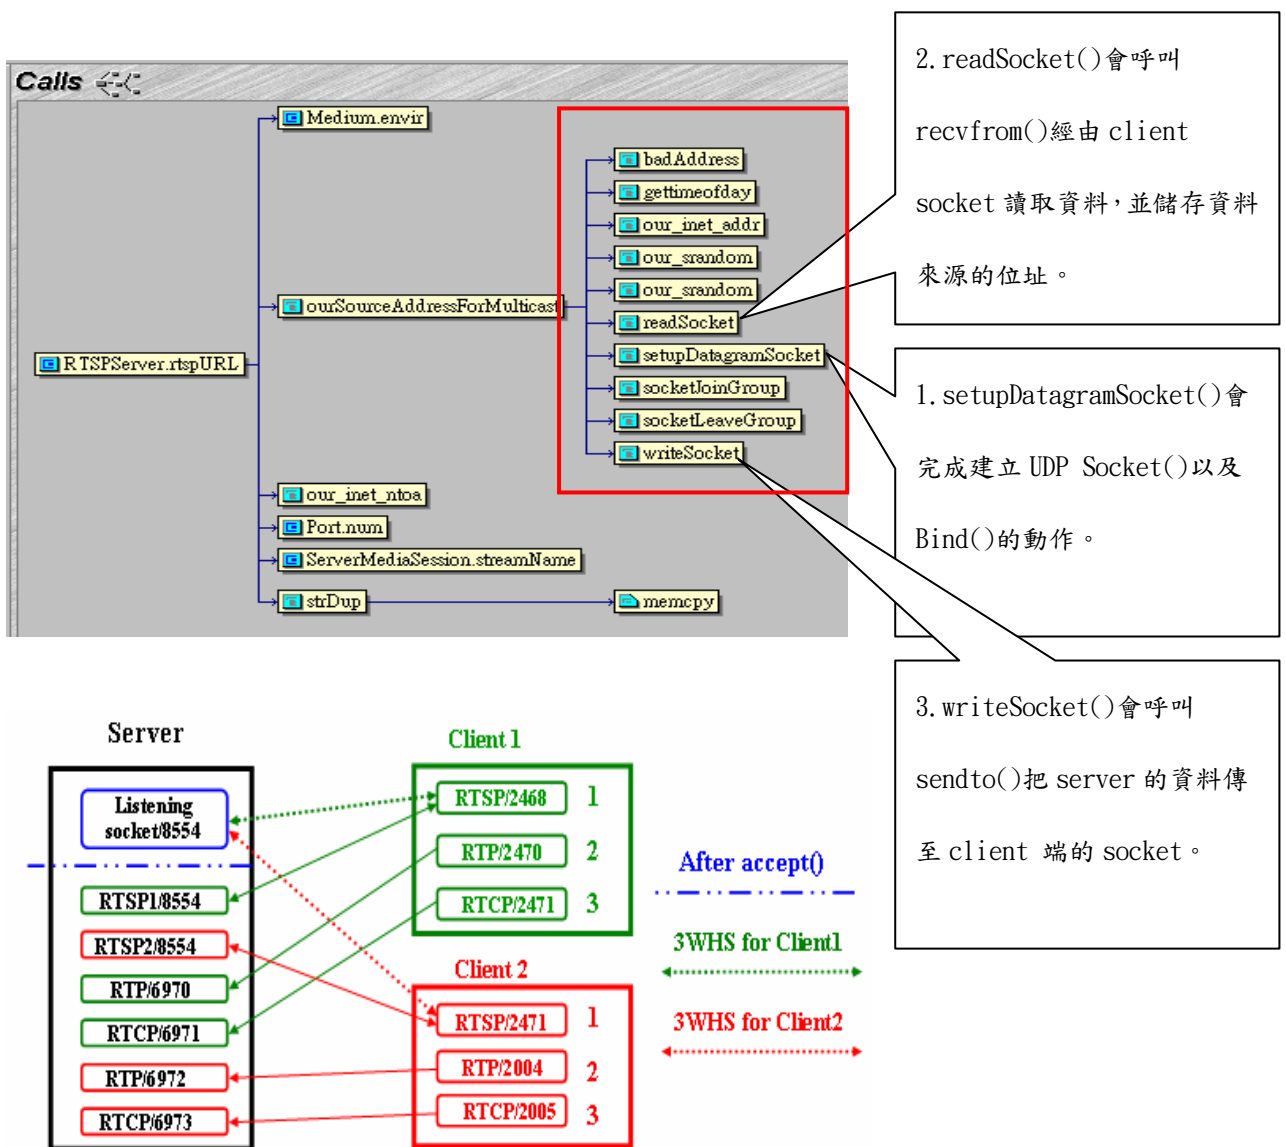 Calls
Medium.envir
badAddress
gettimeofday
our_inet_addr
our_srandom
our_srandom
ourSourceAddressForMulticast
readSocket
RTSPServer.rtspURL
setupDatagramSocket
socketJoinGroup
socketLeaveGroup
writeSocket
our_inet_ntoa
Port.num
ServerMediaSession.streamName
strDup
memcpy
2.readSocket()會呼叫
recvfrom()經由 client
socket 讀取資料，並儲存資料
來源的位址。
1.setupDatagramSocket()會
完成建立 UDP Socket()以及
Bind()的動作。
3.writeSocket()會呼叫
sendto()把 server 的資料傳
至 client 端的 socket。
Server
Listening
socket/8554
RTSP1/8554
RTSP2/8554
RTP/6970
RTCP/6971
RTP/6972
RTCP/6973
Client 1
RTSP/2468 1
RTP/2470 2
RTCP/2471 3
Client 2
RTSP/2471 1
RTP/2004 2
RTCP/2005 3
After accept()
3WHS for Client1
3WHS for Client2